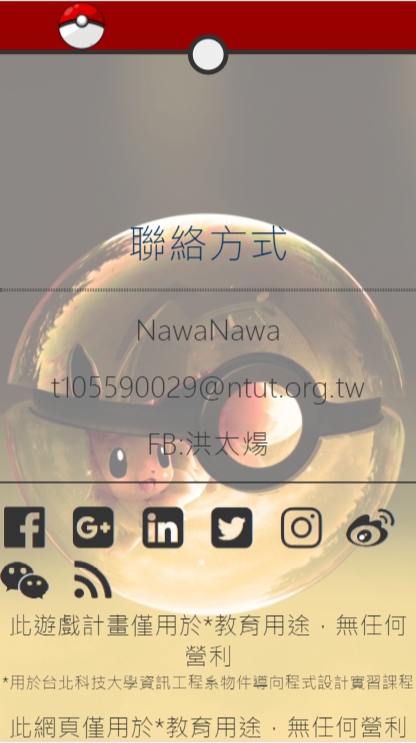 聯絡方式
NawaNawa
t105590029@ntut.org.tw
FB:洪太煬
此遊戲計畫僅用於*教育用途，無任何
營利
*用於台北科技大學資訊工程系物件導向程式設計實習課程
此網頁僅用於*教育用途，無任何營利